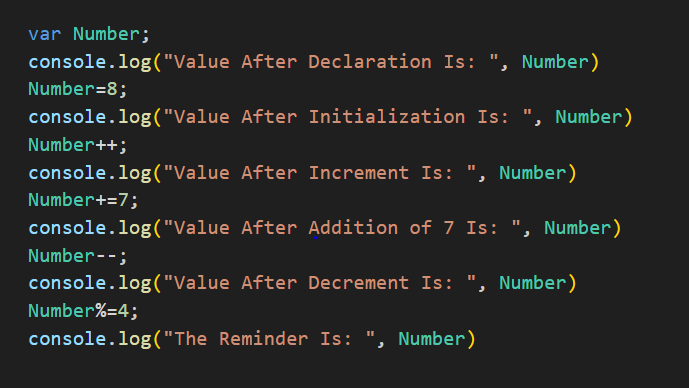 var Number;
console.log("Value After Declaration Is: ", Number)
Number=8;
console.log("Value After Initialization Is: ", Number)
Number++;
console.log("Value After Increment Is: ", Number)
Number+=7;
console.log("Value After Addition of 7 Is: ", Number)
Number--;
console.log("Value After Decrement Is: ", Number)
Number%=4;
console.log("The Reminder Is: ", Number)